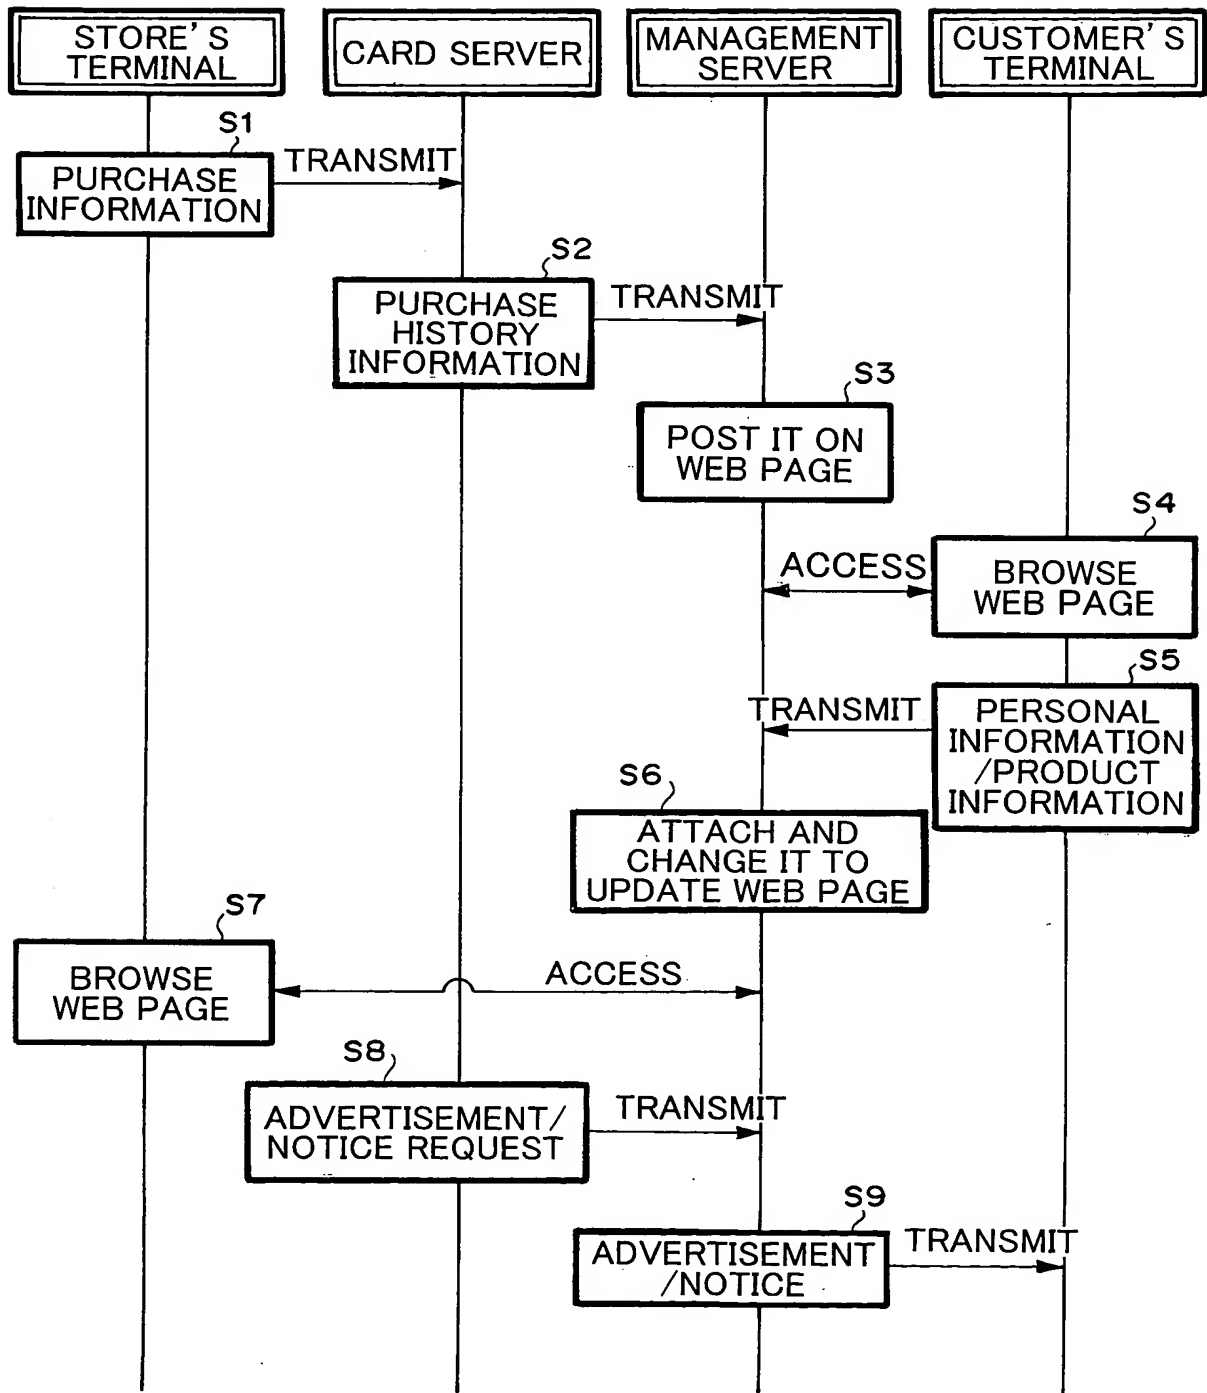 STORE'S
TERMINAL
CARD SERVER
MANAGEMENT
SERVER
CUSTOMER'S
TERMINAL
S1
PURCHASE
INFORMATION
TRANSMIT
S2
PURCHASE
HISTORY
INFORMATION
TRANSMIT
S3
POST IT ON
WEB PAGE
S4
ACCESS
BROWSE
WEB PAGE
S5
TRANSMIT
PERSONAL
INFORMATION
/PRODUCT
INFORMATION
S6
ATTACH AND
CHANGE IT TO
UPDATE WEB PAGE
S7
BROWSE
WEB PAGE
ACCESS
S8
ADVERTISEMENT/
NOTICE REQUEST
TRANSMIT
S9
ADVERTISEMENT
/NOTICE
TRANSMIT